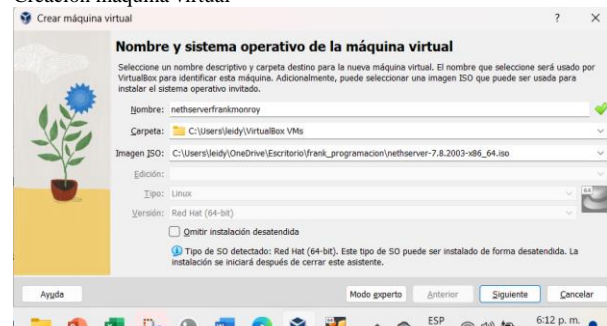 Creación máquina virtual
Crear máquina virtual
Nombre y sistema operativo de la máquina virtual
Seleccione un nombre descriptivo y carpeta destino para la nueva máquina virtual. El nombre que seleccione será usado por
VirtualBox para identificar esta máquina. Adicionalmente, puede seleccionar una imagen ISO que puede ser usada para
instalar el sistema operativo invitado.
Nombre: nethserverfrankmonroy
Carpeta: C:\Users\leidy\VirtualBox VMs
Imagen ISO: C:\Users\leidy\OneDrive\Escritorio\frank_programacion\nethserver-7.8.2003-x86_64.iso
Edición:
Tipo: Linux
64
Versión: Red Hat (64-bit)
Omitir instalación desatendida
Tipo de SO detectado: Red Hat (64-bit). Este tipo de SO puede ser instalado de forma desatendida. La
instalación se iniciará después de cerrar este asistente.
Ayuda Modo experto Anterior Siguiente Cancelar
ESP 6:12 p. m.